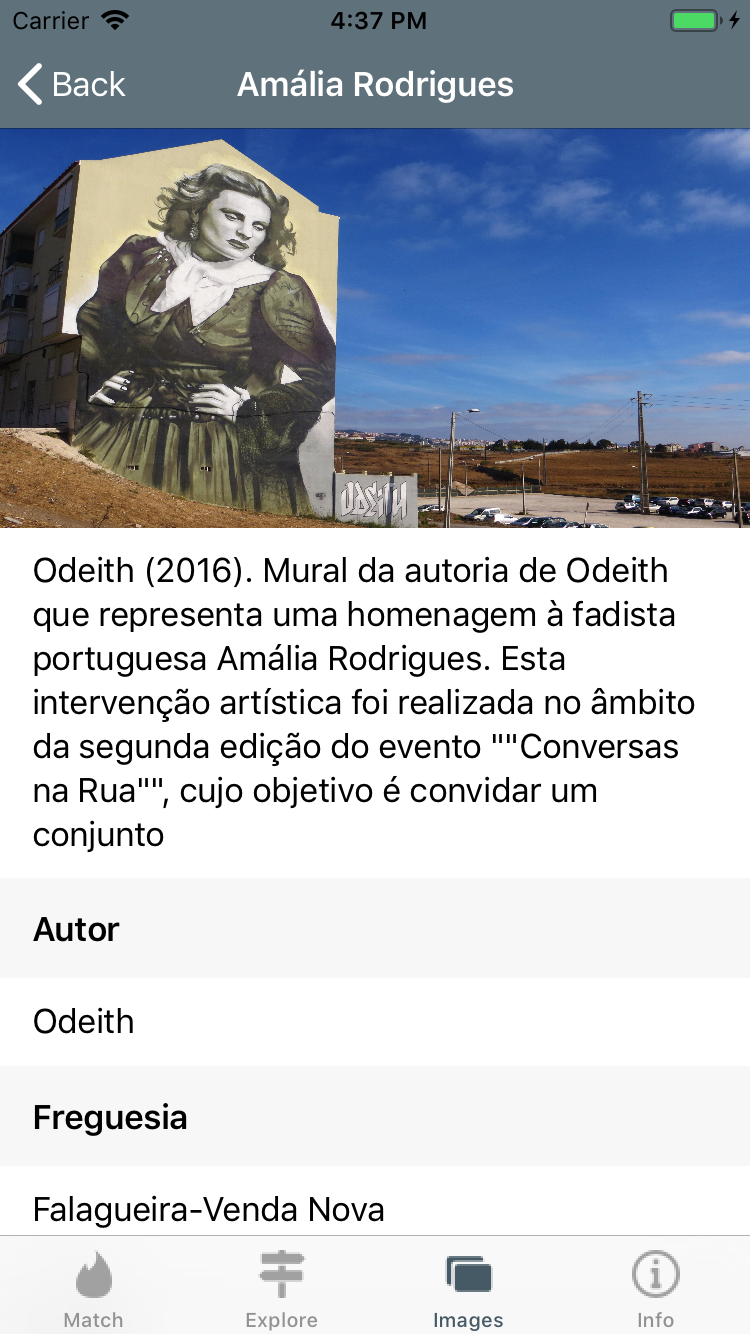 Carrier 4:37 PM
Back Amália Rodrigues
ODEITH
Odeith (2016). Mural da autoria de Odeith
que representa uma homenagem à fadista
portuguesa Amália Rodrigues. Esta
intervenção artística foi realizada no âmbito
da segunda edição do evento ""Conversas
na Rua"", cujo objetivo é convidar um
conjunto
Autor
Odeith
Freguesia
Falagueira-Venda Nova
Match Explore Images Info